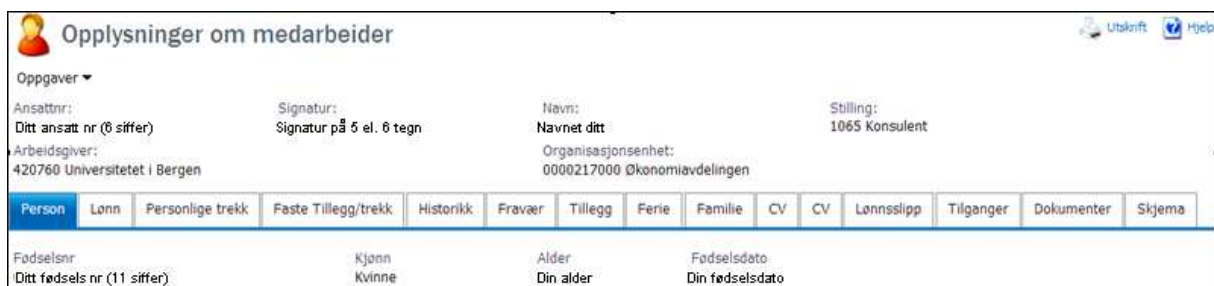 Opplysninger om medarbeider
Utskrift Hjelp
Oppgaver
Ansattnr: Signatur: Navn: Stilling:
Ditt ansatt nr (6 siffer) Signatur på 5 el. 6 tegn Navnet ditt 1065 Konsulent
Arbeidsgiver: Organisasjonsenhet:
420760 Universitetet i Bergen 0000217000 Økonomiavdelingen
Person Lønn Personlige trekk Faste Tillegg/trekk Historikk Fravær Tillegg Ferie Familie CV CV Lønnsslipp Tilganger Dokumenter Skjema
Fødselsnr Kjønn Alder Fødselsdato
Ditt fødsels nr (11 siffer) Kvinne Din alder Din fødselsdato